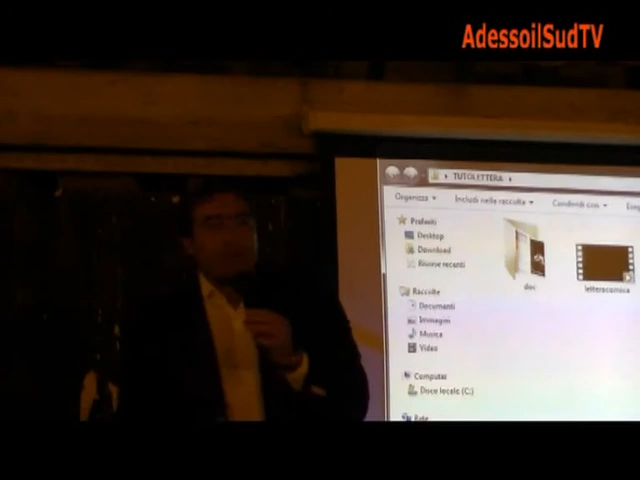 AdessoilSudTV
TUTOLETTERA
Organizza
Includi nella raccolta
Condividi con
Preferiti
Desktop
Download
Risorse recenti
doc
letteracomica
Raccolte
Documenti
Immagini
Musica
Video
Computer
Disco locale (C:)
Rete